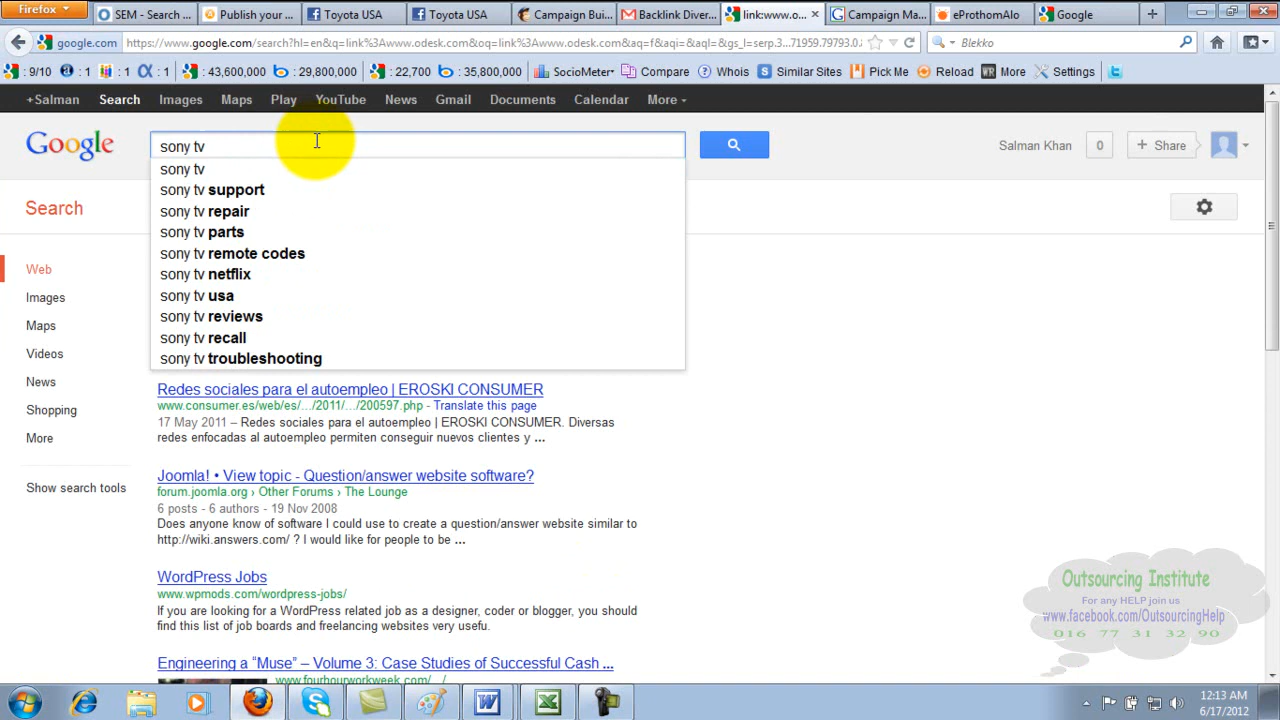 Firefox
SEM - Search ...
Publish your ...
Toyota USA
Toyota USA
Campaign Bui...
Backlink Diver...
link:www.o...
Campaign Ma...
eProthomAlo
Google
google.com
https://www.google.com/search?hl=en&q=link%3Awww.odesk.com&oq=link%3Awww.odesk.com&aq=f&aqi=&aql=&gs_l=serp.3...71959.79793.0.
Blekko
: 9/10
: 1
: 1
: 1
: 43,600,000
: 29,800,000
: 22,700
: 35,800,000
SocioMeter
Compare
Whois
Similar Sites
Pick Me
Reload
WR More
Settings
+Salman
Search
Images
Maps
Play
YouTube
News
Gmail
Documents
Calendar
More
Google
sony tv
Salman Khan
0
+ Share
sony tv
sony tv support
sony tv repair
sony tv parts
sony tv remote codes
sony tv netflix
sony tv usa
sony tv reviews
sony tv recall
sony tv troubleshooting
Search
Web
Images
Maps
Videos
News
Shopping
More
Show search tools
Redes sociales para el autoempleo | EROSKI CONSUMER
www.consumer.es/web/es/.../2011/.../200597.php - Translate this page
17 May 2011 – Redes sociales para el autoempleo | EROSKI CONSUMER. Diversas
redes enfocadas al autoempleo permiten conseguir nuevos clientes y ...
Joomla! • View topic - Question/answer website software?
forum.joomla.org › Other Forums › The Lounge
6 posts - 6 authors - 19 Nov 2008
Does anyone know of software I could use to create a question/answer website similar to
http://wiki.answers.com/ ? I would like for people to be ...
WordPress Jobs
www.wpmods.com/wordpress-jobs/
If you are looking for a WordPress related job as a designer, coder or blogger, you should
find this list of job boards and freelancing websites very useful.
Engineering a “Muse” – Volume 3: Case Studies of Successful Cash ...
www.fourhourworkweek.com/.../
Outsourcing Institute
For any HELP join us
www.facebook.com/OutsourcingHelp
016 77 31 32 90
12:13 AM
6/17/2012